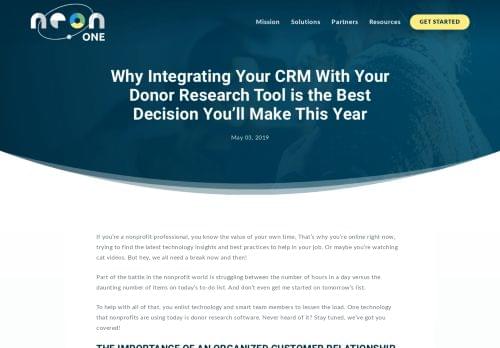 neon
ONE
Mission Solutions Partners Resources GET STARTED
Why Integrating Your CRM With Your
Donor Research Tool is the Best
Decision You'll Make This Year
May 03, 2019
If you're a nonprofit professional, you know the value of your own time. That's why you're online right now,
trying to find the latest technology insights and best practices to help in your job. Or maybe you're watching
cat videos. But hey, we all need a break now and then!
Part of the battle in the nonprofit world is struggling between the number of hours in a day versus the
daunting number of items on today's to-do list. And don't even get me started on tomorrow's list.
To help with all of that, you enlist technology and smart team members to lessen the load. One technology
that nonprofits are using today is donor research software. Never heard of it? Stay tuned, we've got you
covered!
THE IMPORTANCE OF AN ORGANIZED CUSTOMER RELATIONSHIP